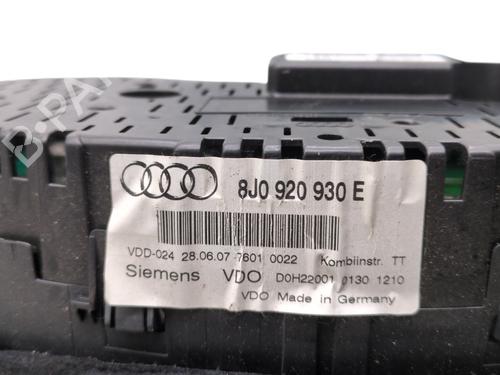 B-PARTS
8J0 920 930 E
VDD-024 28.06.07 7601 0022 Kombiinstr. TT
Siemens VDO D0H22001 0130 1210
VDO Made in Germany